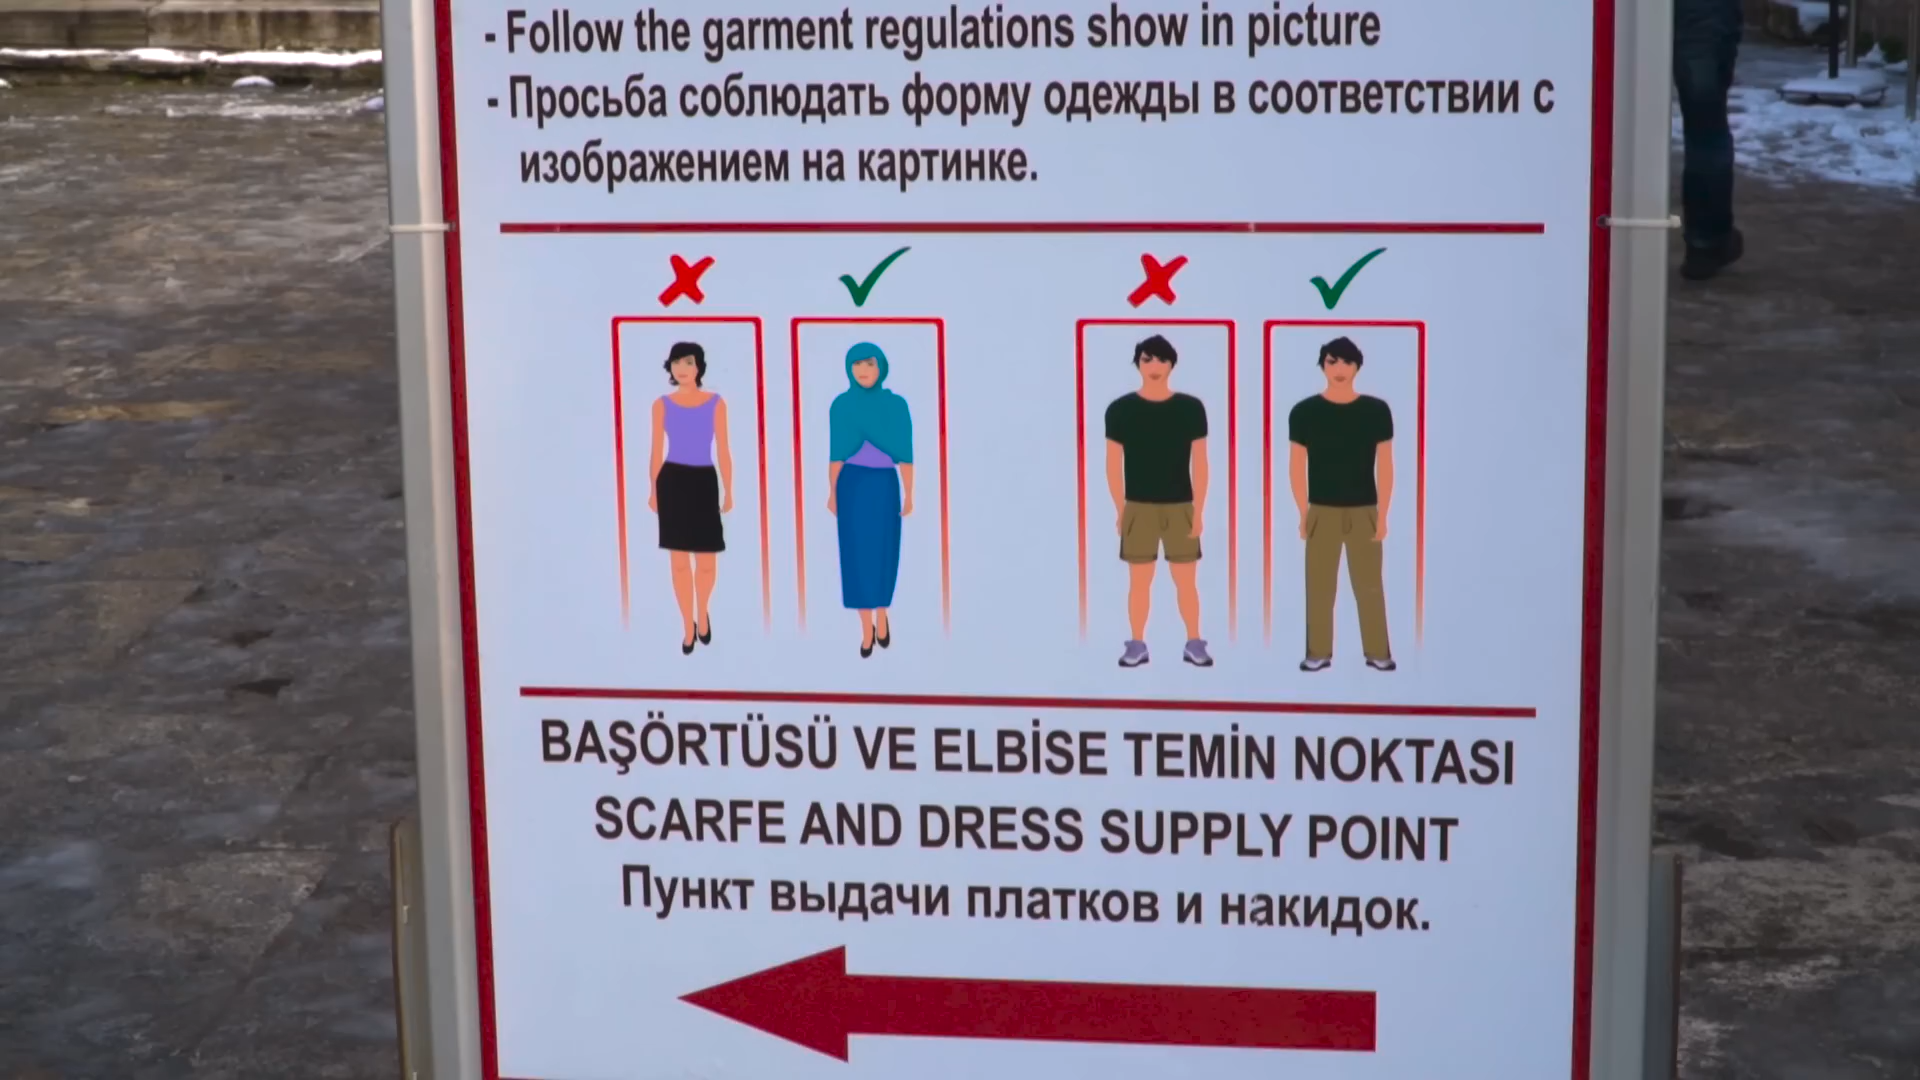 - Follow the garment regulations show in picture
- Просьба соблюдать форму одежды в соответствии с
изображением на картинке.
BAŞÖRTÜSÜ VE ELBİSE TEMİN NOKTASI
SCARFE AND DRESS SUPPLY POINT
Пункт выдачи платков и накидок.